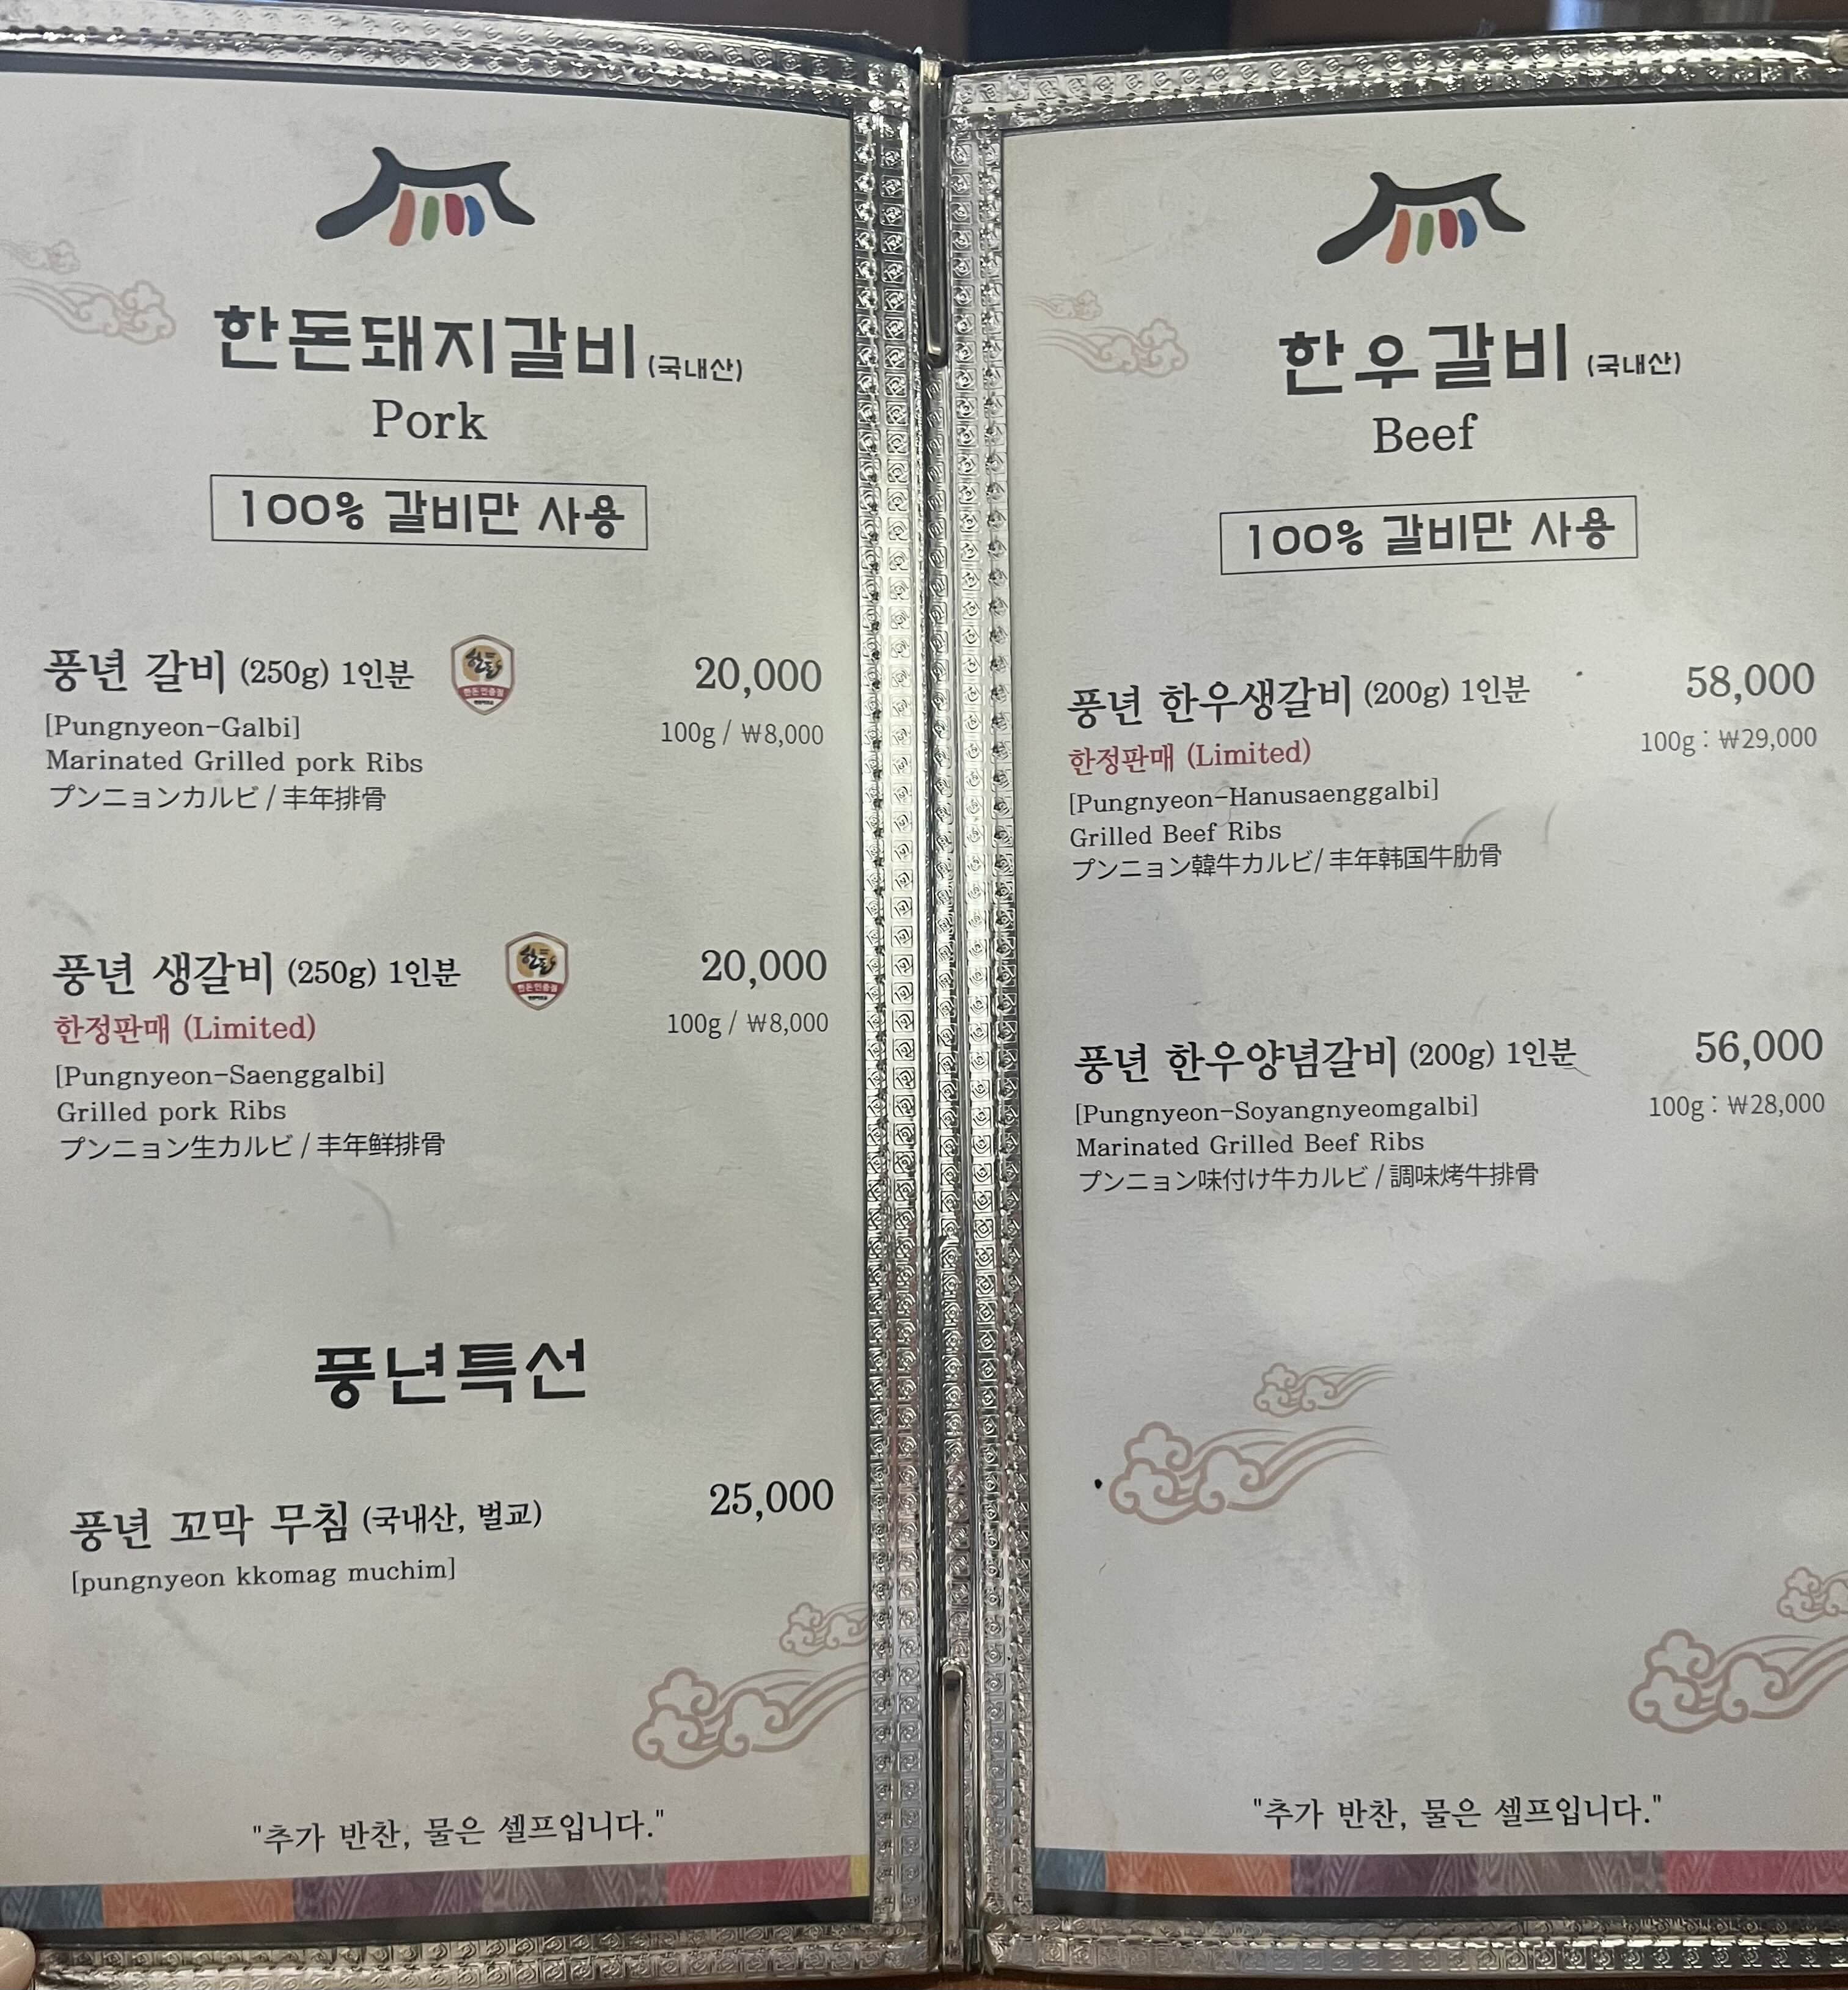 한돈돼지갈비 (국내산)
Pork
100% 갈비만 사용
풍년 갈비 (250g) 1인분 20,000
100g / ₩8,000
[Pungnyeon-Galbi]
Marinated Grilled pork Ribs
プンニョンカルビ / 丰年排骨
풍년 생갈비 (250g) 1인분 20,000
한정판매 (Limited) 100g / ₩8,000
[Pungnyeon-Saenggalbi]
Grilled pork Ribs
プンニョン生カルビ / 丰年鲜排骨
풍년특선
풍년 꼬막 무침 (국내산, 벌교) 25,000
[pungnyeon kkomag muchim]
"추가 반찬, 물은 셀프입니다."
한우갈비 (국내산)
Beef
100% 갈비만 사용
풍년 한우생갈비 (200g) 1인분 58,000
한정판매 (Limited) 100g : ₩29,000
[Pungnyeon-Hanusaenggalbi]
Grilled Beef Ribs
プンニョン韓牛カルビ/ 丰年韩国牛肋骨
풍년 한우양념갈비 (200g) 1인분 56,000
100g : ₩28,000
[Pungnyeon-Soyangnyeomgalbi]
Marinated Grilled Beef Ribs
プンニョン味付け牛カルビ / 調味烤牛排骨
"추가 반찬, 물은 셀프입니다."